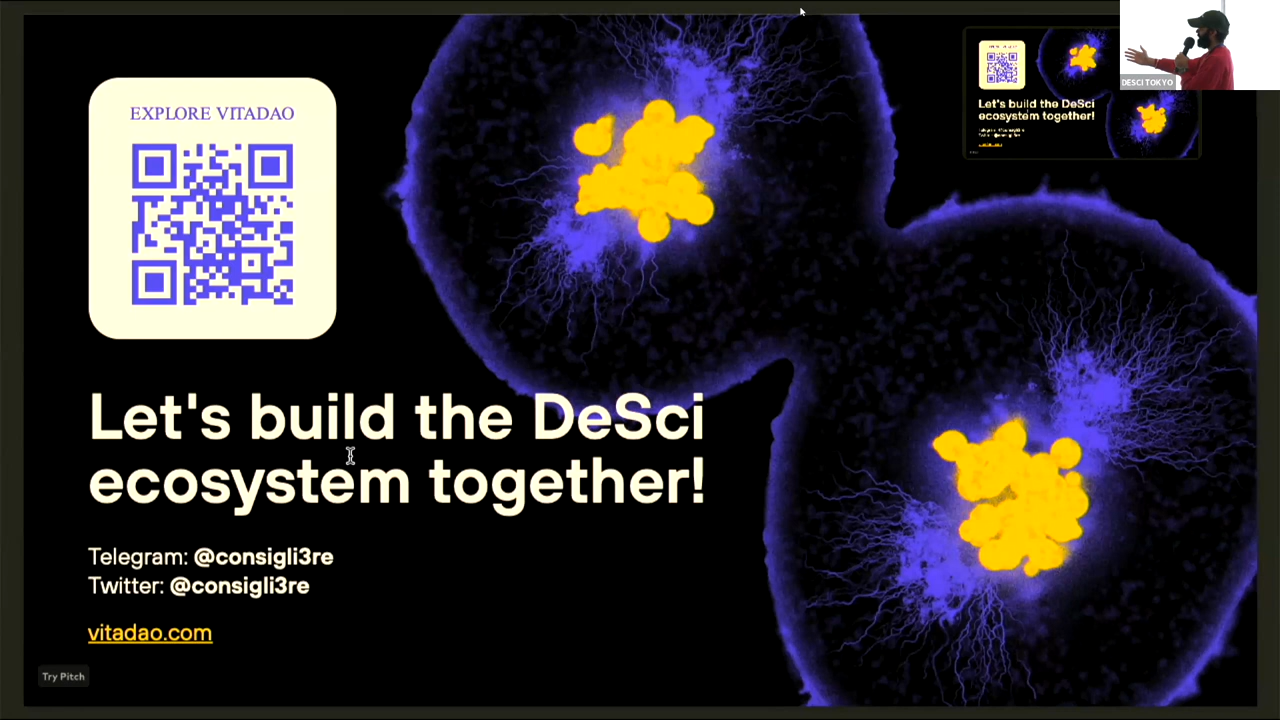 EXPLORE VITADAO
Let's build the DeSci
ecosystem together!
Telegram: @consigli3re
Twitter: @consigli3re
vitadao.com
Try Pitch
Let's build the DeSci
ecosystem together!
DESCI TOKYO